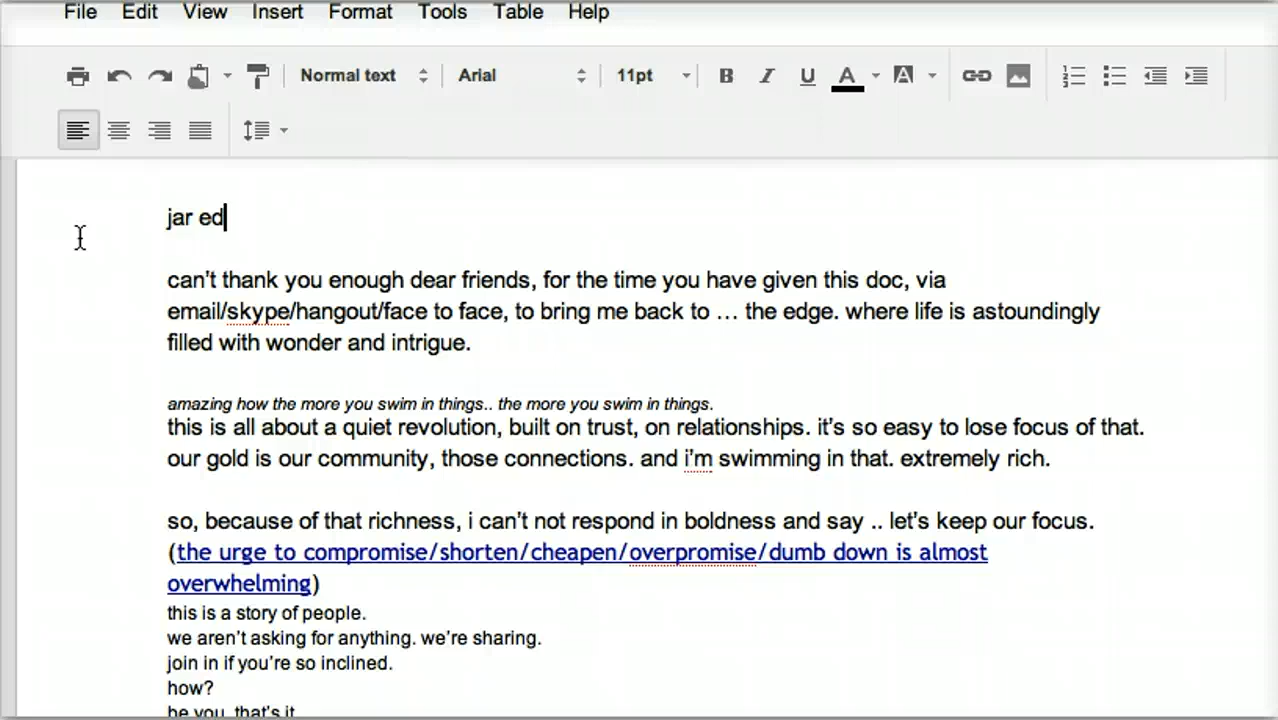 File Edit View Insert Format Tools Table Help
Normal text Arial 11pt B I U A A
jar ed
can't thank you enough dear friends, for the time you have given this doc, via
email/skype/hangout/face to face, to bring me back to … the edge. where life is astoundingly
filled with wonder and intrigue.
amazing how the more you swim in things.. the more you swim in things.
this is all about a quiet revolution, built on trust, on relationships. it's so easy to lose focus of that.
our gold is our community, those connections. and i'm swimming in that. extremely rich.
so, because of that richness, i can't not respond in boldness and say .. let's keep our focus.
(the urge to compromise/shorten/cheapen/overpromise/dumb down is almost
overwhelming)
this is a story of people.
we aren't asking for anything. we're sharing.
join in if you're so inclined.
how?
be you. that's it